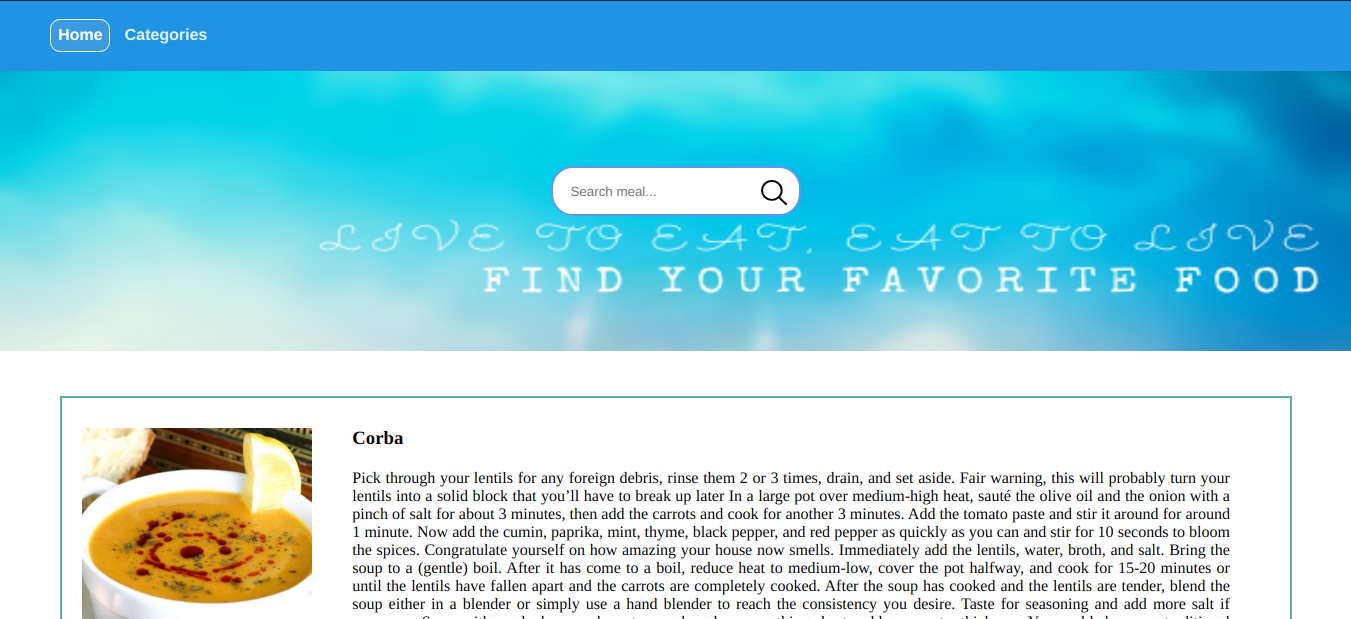 Home Categories
Search meal...
LIVE TO EAT, EAT TO LIVE
FIND YOUR FAVORITE FOOD
Corba
Pick through your lentils for any foreign debris, rinse them 2 or 3 times, drain, and set aside. Fair warning, this will probably turn your
lentils into a solid block that you’ll have to break up later In a large pot over medium-high heat, sauté the olive oil and the onion with a
pinch of salt for about 3 minutes, then add the carrots and cook for another 3 minutes. Add the tomato paste and stir it around for around
1 minute. Now add the cumin, paprika, mint, thyme, black pepper, and red pepper as quickly as you can and stir for 10 seconds to bloom
the spices. Congratulate yourself on how amazing your house now smells. Immediately add the lentils, water, broth, and salt. Bring the
soup to a (gentle) boil. After it has come to a boil, reduce heat to medium-low, cover the pot halfway, and cook for 15-20 minutes or
until the lentils have fallen apart and the carrots are completely cooked. After the soup has cooked and the lentils are tender, blend the
soup either in a blender or simply use a hand blender to reach the consistency you desire. Taste for seasoning and add more salt if